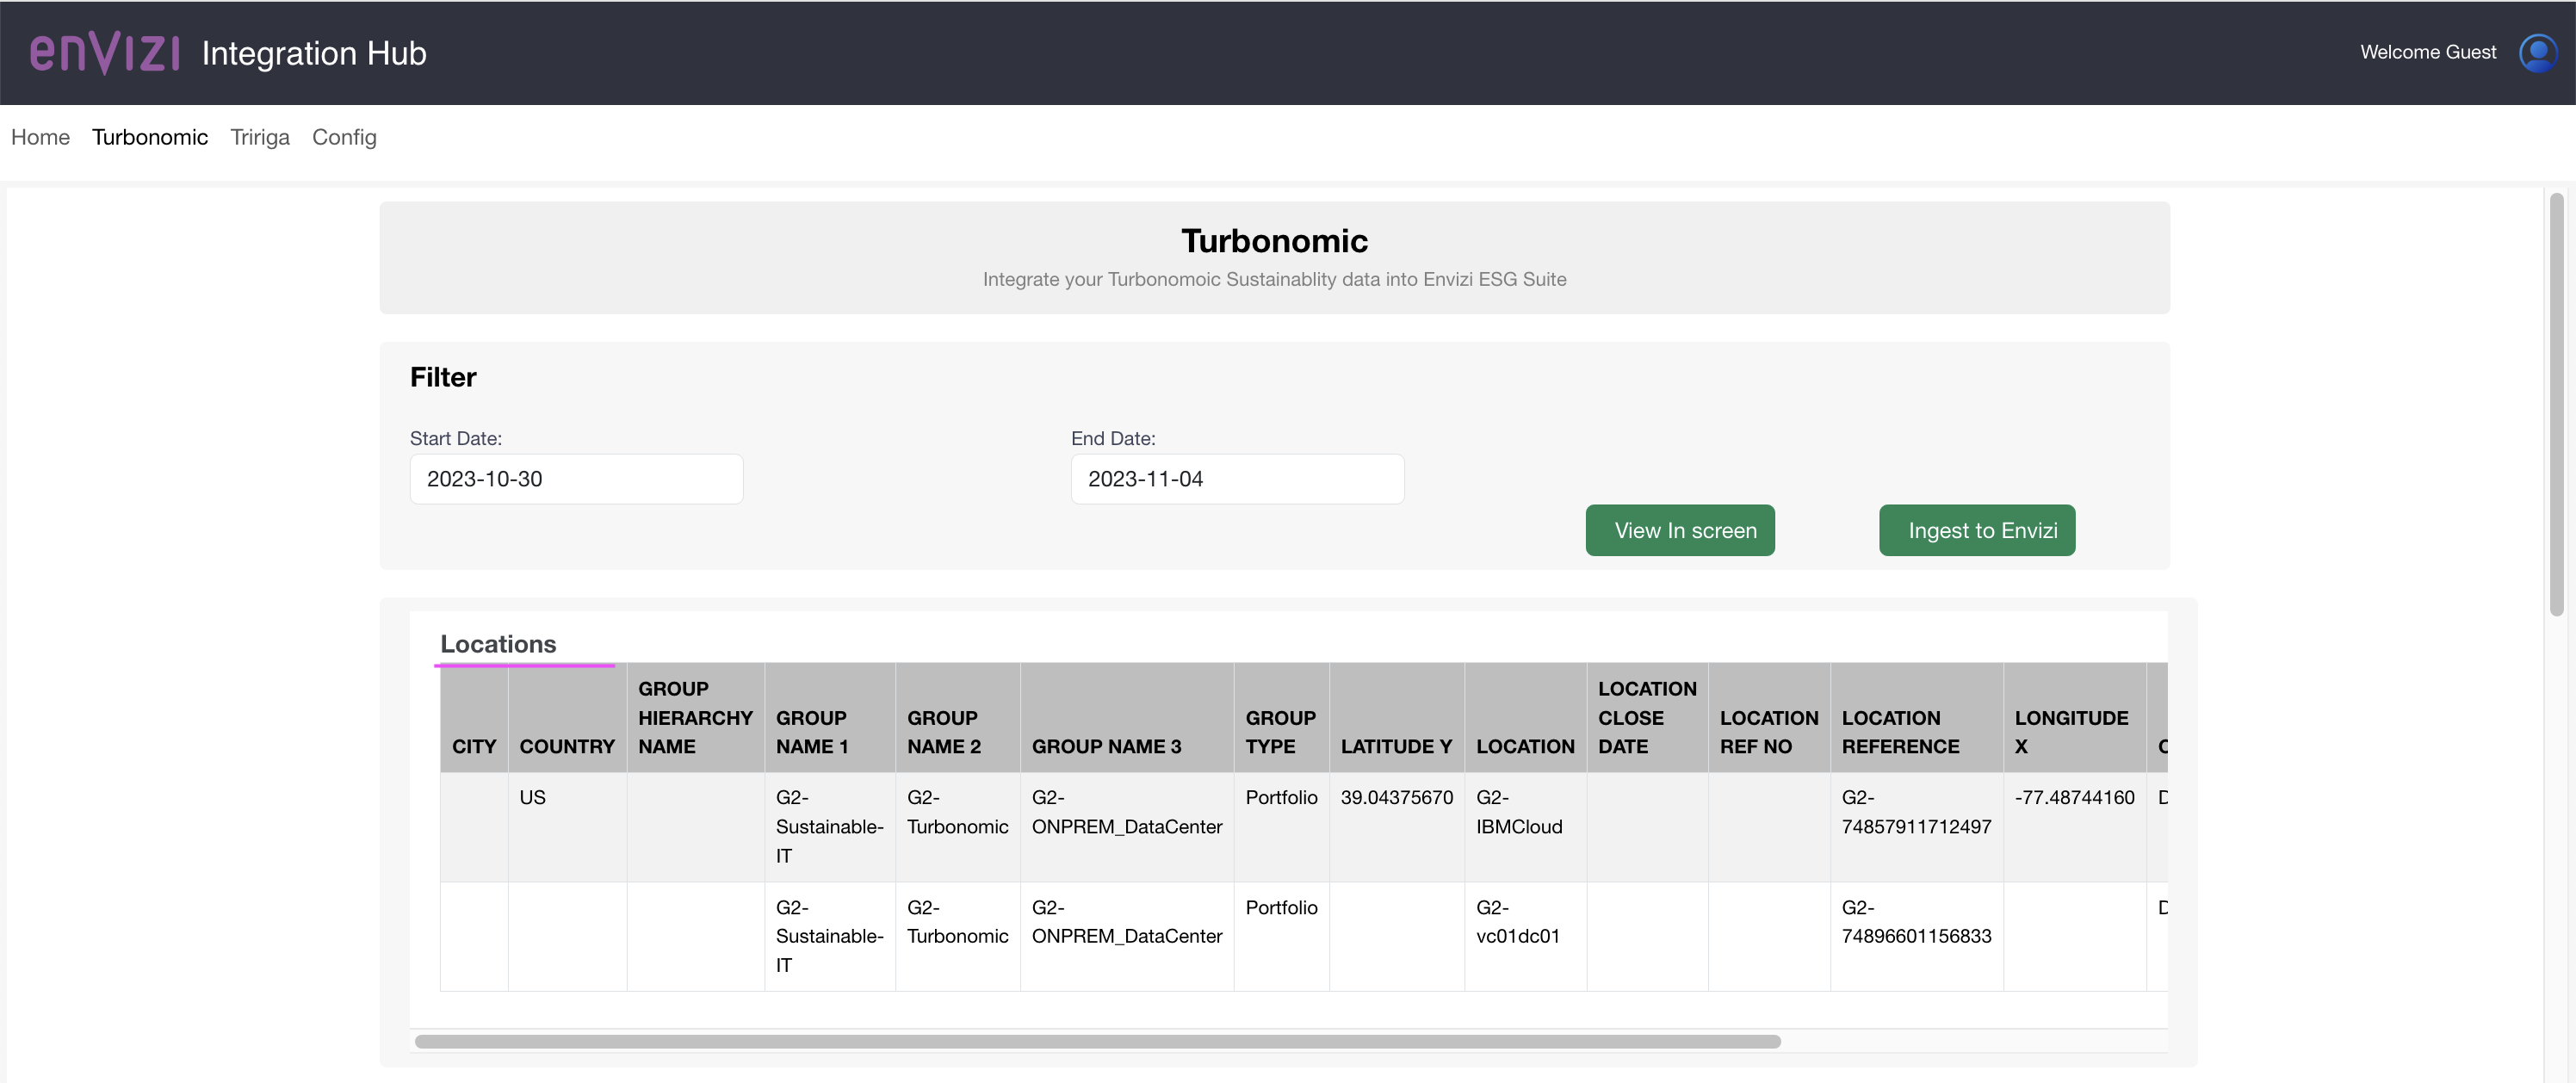 enVizi Integration Hub
Welcome Guest
Home Turbonomic Tririga Config
Turbonomic
Integrate your Turbonomoic Sustainablity data into Envizi ESG Suite
Filter
Start Date: End Date:
2023-10-30 2023-11-04
View In screen Ingest to Envizi
Locations
CITY
COUNTRY
GROUP
HIERARCHY
NAME
GROUP
NAME 1
GROUP
NAME 2
GROUP NAME 3
GROUP
TYPE
LATITUDE Y
LOCATION
LOCATION
CLOSE
DATE
LOCATION
REF NO
LOCATION
REFERENCE
LONGITUDE
X
US
G2-
Sustainable-
IT
G2-
Turbonomic
G2-
ONPREM_DataCenter
Portfolio
39.04375670
G2-
IBMCloud
G2-
74857911712497
-77.48744160
G2-
Sustainable-
IT
G2-
Turbonomic
G2-
ONPREM_DataCenter
Portfolio
G2-
vc01dc01
G2-
74896601156833